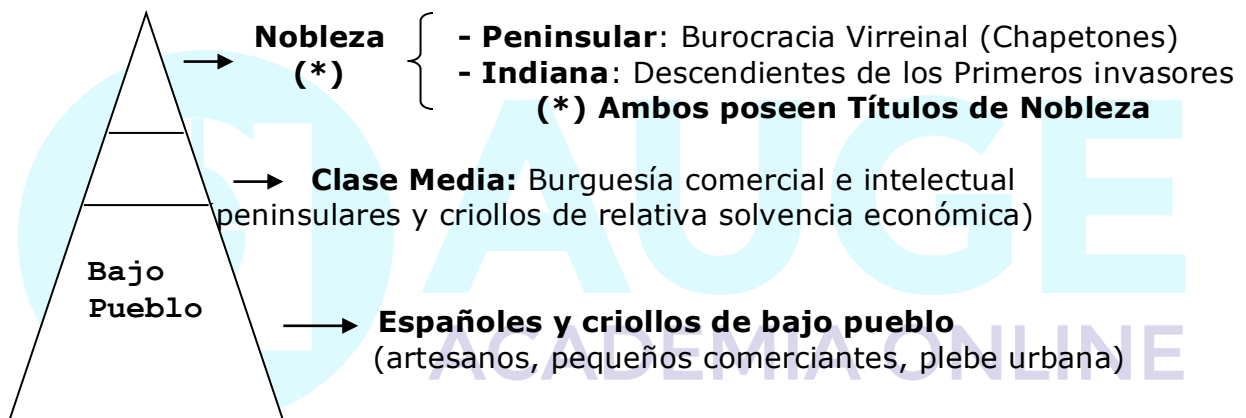 Nobleza
(*)
- Peninsular: Burocracia Virreinal (Chapetones)
- Indiana: Descendientes de los Primeros invasores
(*) Ambos poseen Títulos de Nobleza
Clase Media: Burguesía comercial e intelectual
(peninsulares y criollos de relativa solvencia económica)
Bajo
Pueblo
Españoles y criollos de bajo pueblo
(artesanos, pequeños comerciantes, plebe urbana)
AUGE
ACADEMIA ONLINE